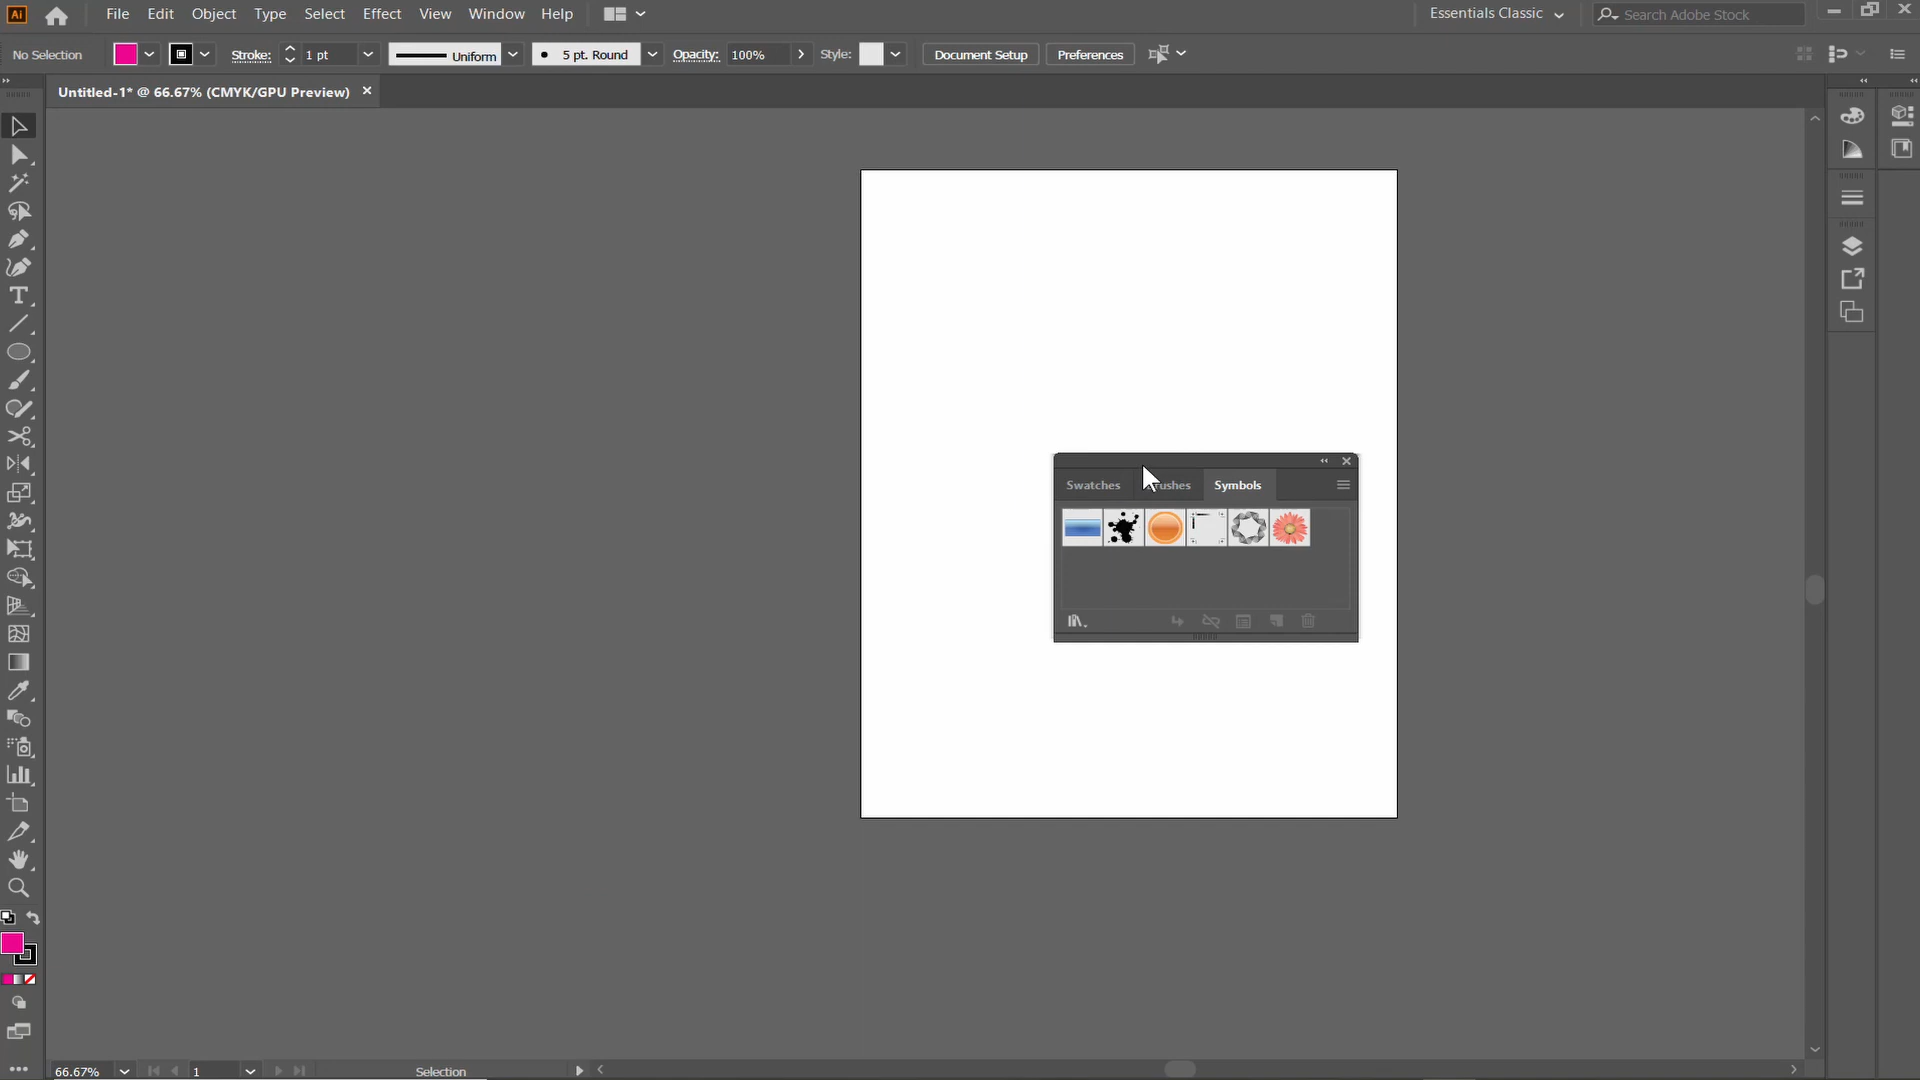 Ai File Edit Object Type Select Effect View Window Help Essentials Classic Search Adobe Stock
No Selection Stroke: 1 pt Uniform 5 pt. Round Opacity: 100% Style: Document Setup Preferences
Untitled-1* @ 66.67% (CMYK/GPU Preview)
Swatches Symbols
66.67% 1 Selection